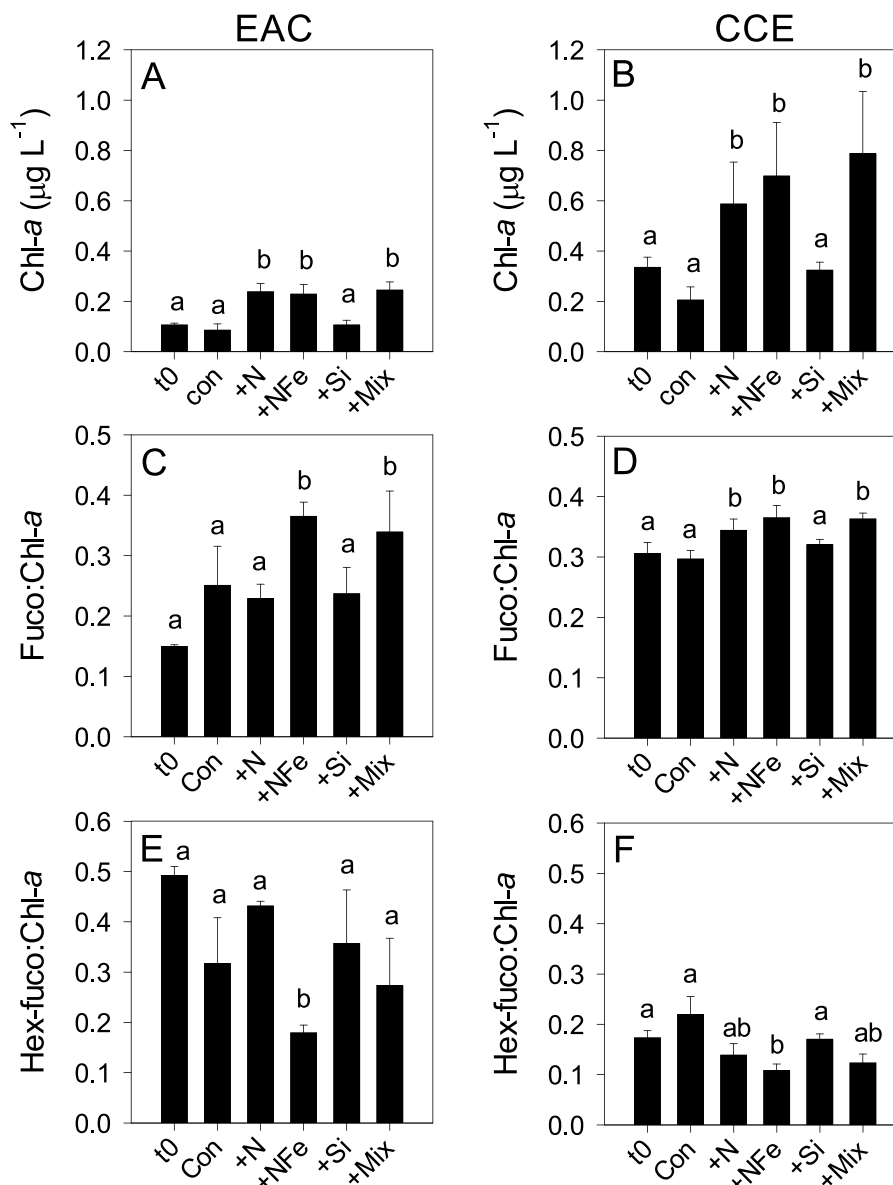 EAC
CCE
A
Chl-a (μg L⁻¹)
1.2
1.0
0.8
0.6
0.4
0.2
0.0
a
a
b
b
a
b
t0
con
+N
+NFe
+Si
+Mix
B
Chl-a (μg L⁻¹)
1.2
1.0
0.8
0.6
0.4
0.2
0.0
a
a
b
b
a
b
t0
con
+N
+NFe
+Si
+Mix
C
Fuco:Chl-a
0.5
0.4
0.3
0.2
0.1
0.0
a
a
a
b
a
b
t0
Con
+N
+NFe
+Si
+Mix
D
Fuco:Chl-a
0.5
0.4
0.3
0.2
0.1
0.0
a
a
b
b
a
b
t0
Con
+N
+NFe
+Si
+Mix
E
Hex-fuco:Chl-a
0.6
0.5
0.4
0.3
0.2
0.1
0.0
a
a
a
b
a
a
t0
Con
+N
+NFe
+Si
+Mix
F
Hex-fuco:Chl-a
0.6
0.5
0.4
0.3
0.2
0.1
0.0
a
a
ab
b
a
ab
t0
Con
+N
+NFe
+Si
+Mix